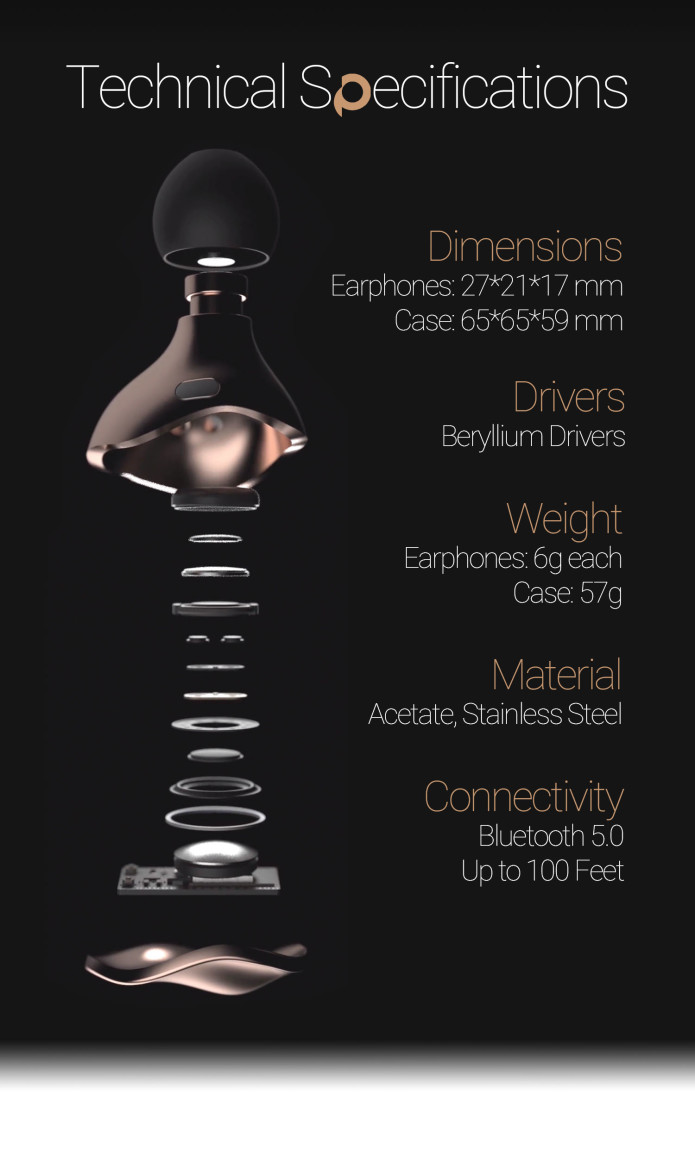 Technical Specifications
Dimensions
Earphones: 27*21*17 mm
Case: 65*65*59 mm
Drivers
Beryllium Drivers
Weight
Earphones: 6g each
Case: 57g
Material
Acetate, Stainless Steel
Connectivity
Bluetooth 5.0
Up to 100 Feet